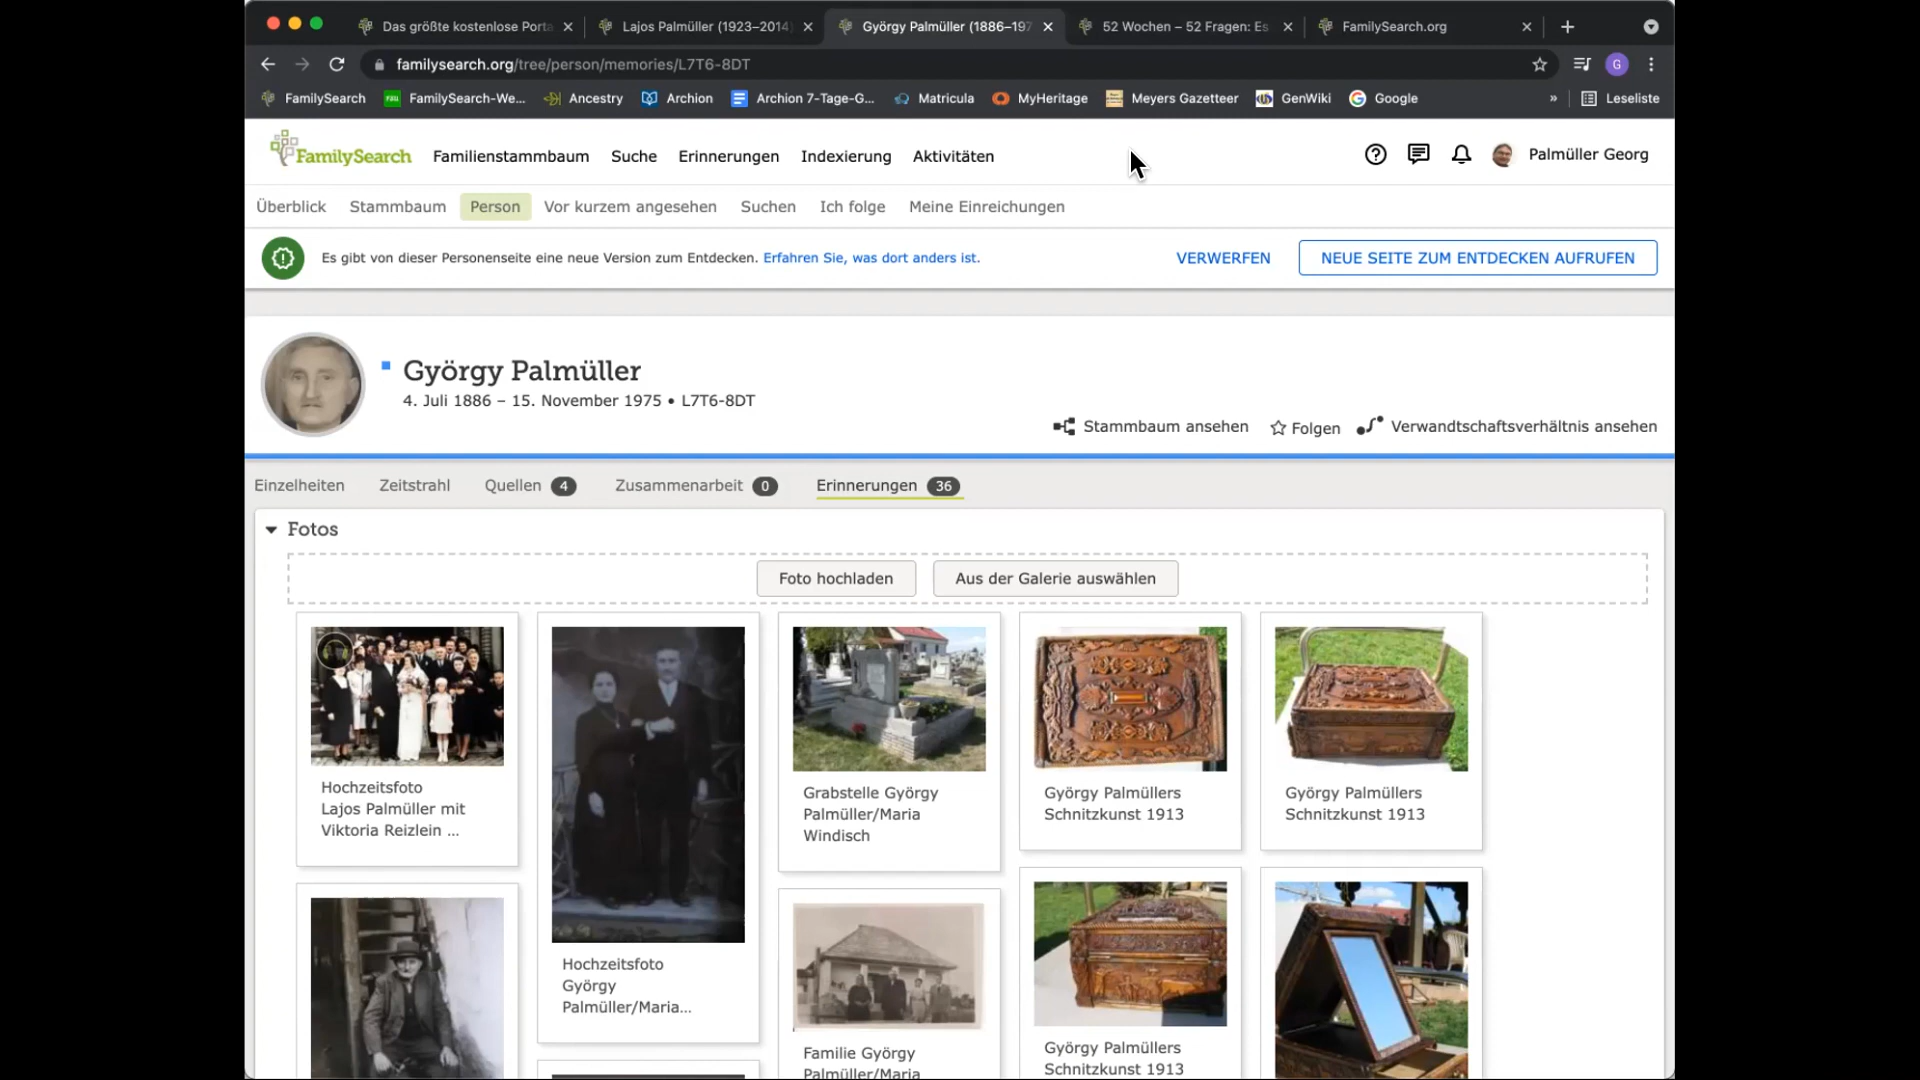 Das größte kostenlose Porta
Lajos Palmüller (1923–2014)
György Palmüller (1886–197
52 Wochen – 52 Fragen: Es
FamilySearch.org
familysearch.org/tree/person/memories/L7T6-8DT
G
FamilySearch
FamilySearch-We...
Ancestry
Archion
Archion 7-Tage-G...
Matricula
MyHeritage
Meyers Gazetteer
GenWiki
Google
»
Leseliste
FamilySearch
Familienstammbaum
Suche
Erinnerungen
Indexierung
Aktivitäten
Palmüller Georg
Überblick
Stammbaum
Person
Vor kurzem angesehen
Suchen
Ich folge
Meine Einreichungen
Es gibt von dieser Personenseite eine neue Version zum Entdecken. Erfahren Sie, was dort anders ist.
VERWERFEN
NEUE SEITE ZUM ENTDECKEN AUFRUFEN
György Palmüller
4. Juli 1886 – 15. November 1975 • L7T6-8DT
Stammbaum ansehen
Folgen
Verwandtschaftsverhältnis ansehen
Einzelheiten
Zeitstrahl
Quellen 4
Zusammenarbeit 0
Erinnerungen 36
Fotos
Foto hochladen
Aus der Galerie auswählen
Hochzeitsfoto
Lajos Palmüller mit
Viktoria Reizlein ...
Hochzeitsfoto
György
Palmüller/Maria...
Grabstelle György
Palmüller/Maria
Windisch
Familie György
Palmüller/Maria
György Palmüllers
Schnitzkunst 1913
György Palmüllers
Schnitzkunst 1913
György Palmüllers
Schnitzkunst 1913